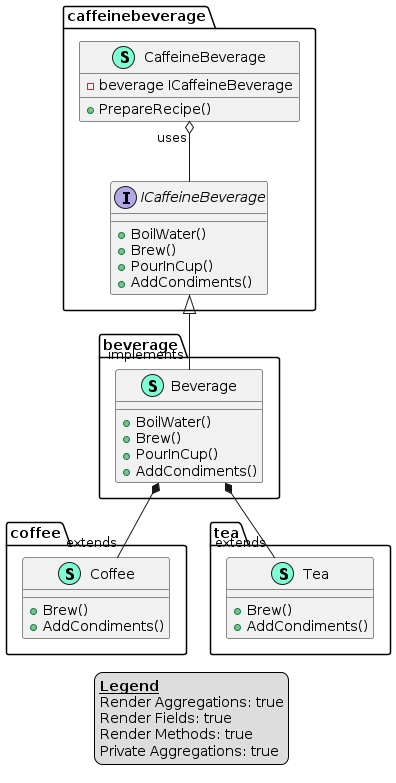 caffeinebeverage
S CaffeineBeverage
beverage ICaffeineBeverage
PrepareRecipe()
uses
I ICaffeineBeverage
BoilWater()
Brew()
PourInCup()
AddCondiments()
beverage
implements
S Beverage
BoilWater()
Brew()
PourInCup()
AddCondiments()
coffee
extends
S Coffee
Brew()
AddCondiments()
tea
extends
S Tea
Brew()
AddCondiments()
Legend
Render Aggregations: true
Render Fields: true
Render Methods: true
Private Aggregations: true